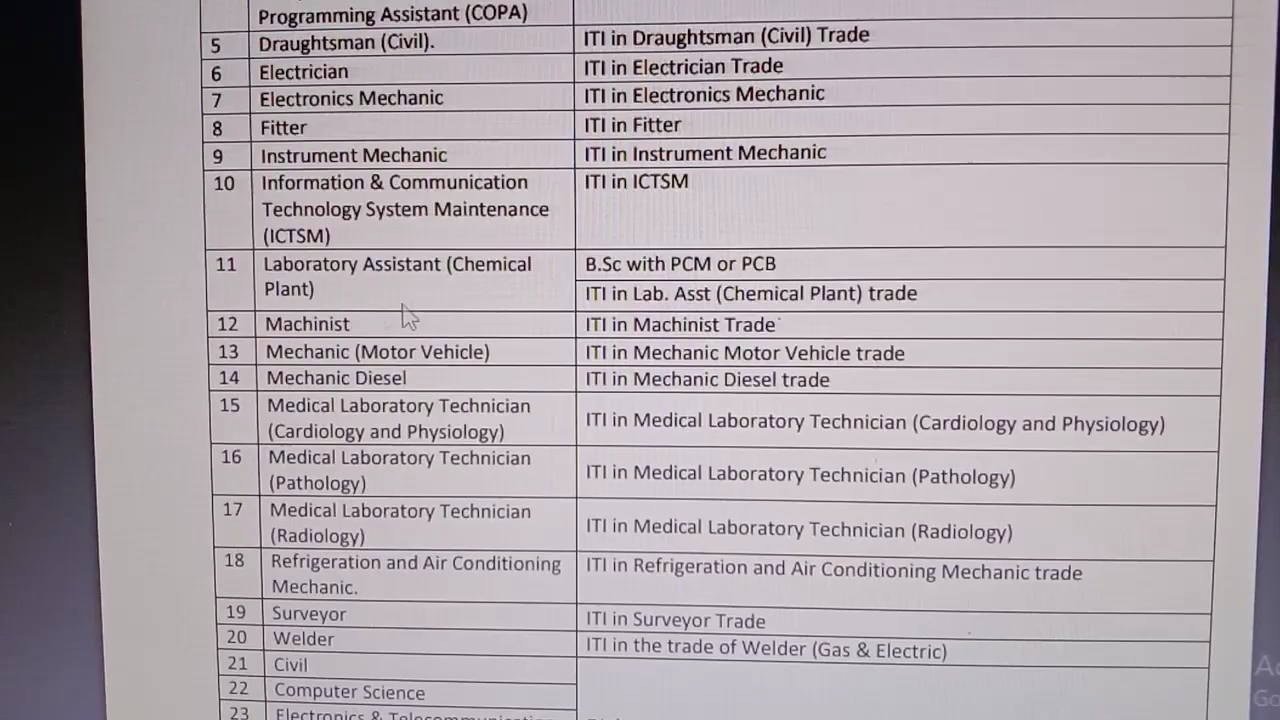 Programming Assistant (COPA)
5 Draughtsman (Civil). ITI in Draughtsman (Civil) Trade
6 Electrician ITI in Electrician Trade
7 Electronics Mechanic ITI in Electronics Mechanic
8 Fitter ITI in Fitter
9 Instrument Mechanic ITI in Instrument Mechanic
10 Information & Communication ITI in ICTSM
Technology System Maintenance
(ICTSM)
11 Laboratory Assistant (Chemical B.Sc with PCM or PCB
Plant) ITI in Lab. Asst (Chemical Plant) trade
12 Machinist ITI in Machinist Trade
13 Mechanic (Motor Vehicle) ITI in Mechanic Motor Vehicle trade
14 Mechanic Diesel ITI in Mechanic Diesel trade
15 Medical Laboratory Technician
(Cardiology and Physiology) ITI in Medical Laboratory Technician (Cardiology and Physiology)
16 Medical Laboratory Technician
(Pathology) ITI in Medical Laboratory Technician (Pathology)
17 Medical Laboratory Technician
(Radiology) ITI in Medical Laboratory Technician (Radiology)
18 Refrigeration and Air Conditioning ITI in Refrigeration and Air Conditioning Mechanic trade
Mechanic.
19 Surveyor ITI in Surveyor Trade
20 Welder ITI in the trade of Welder (Gas & Electric)
21 Civil
22 Computer Science
23 Electronics &